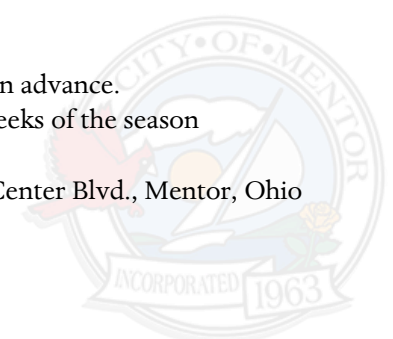 n advance.
eeks of the season
Center Blvd., Mentor, Ohio
CITY•OF•MENTOR
INCORPORATED 1963